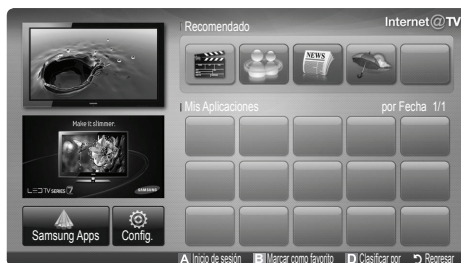 Internet@TV
Recomendado
NEWS
Mis Aplicaciones
por Fecha 1/1
Make it slimmer.
LED TV SERIES 7
SAMSUNG
Samsung Apps
Config.
A Inicio de sesión B Marcar como favorito D Clasificar por Regresar